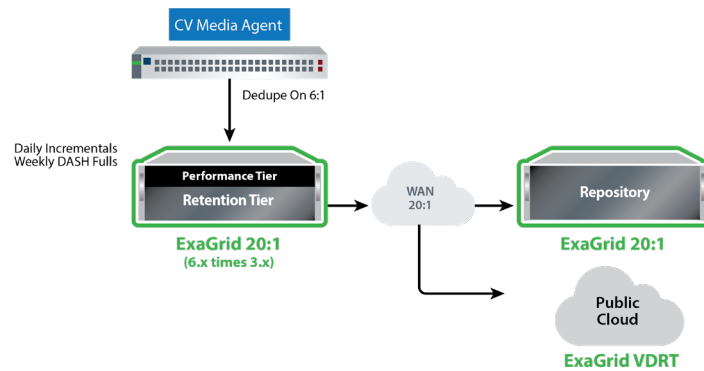 CV Media Agent
Dedupe On 6:1
Daily Incrementals
Weekly DASH Fulls
Performance Tier
Retention Tier
ExaGrid 20:1
(6.x times 3.x)
WAN
20:1
Repository
ExaGrid 20:1
Public
Cloud
ExaGrid VDRT